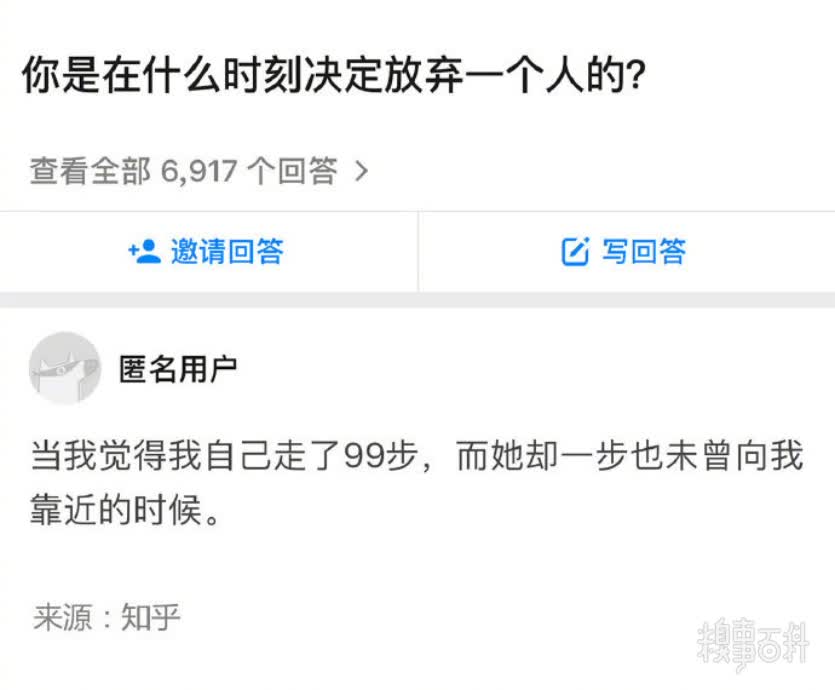 你是在什么时刻决定放弃一个人的？
查看全部 6,917 个回答 >
邀请回答
写回答
匿名用户
当我觉得我自己走了99步，而她却一步也未曾向我
靠近的时候。
来源：知乎
糗事百科